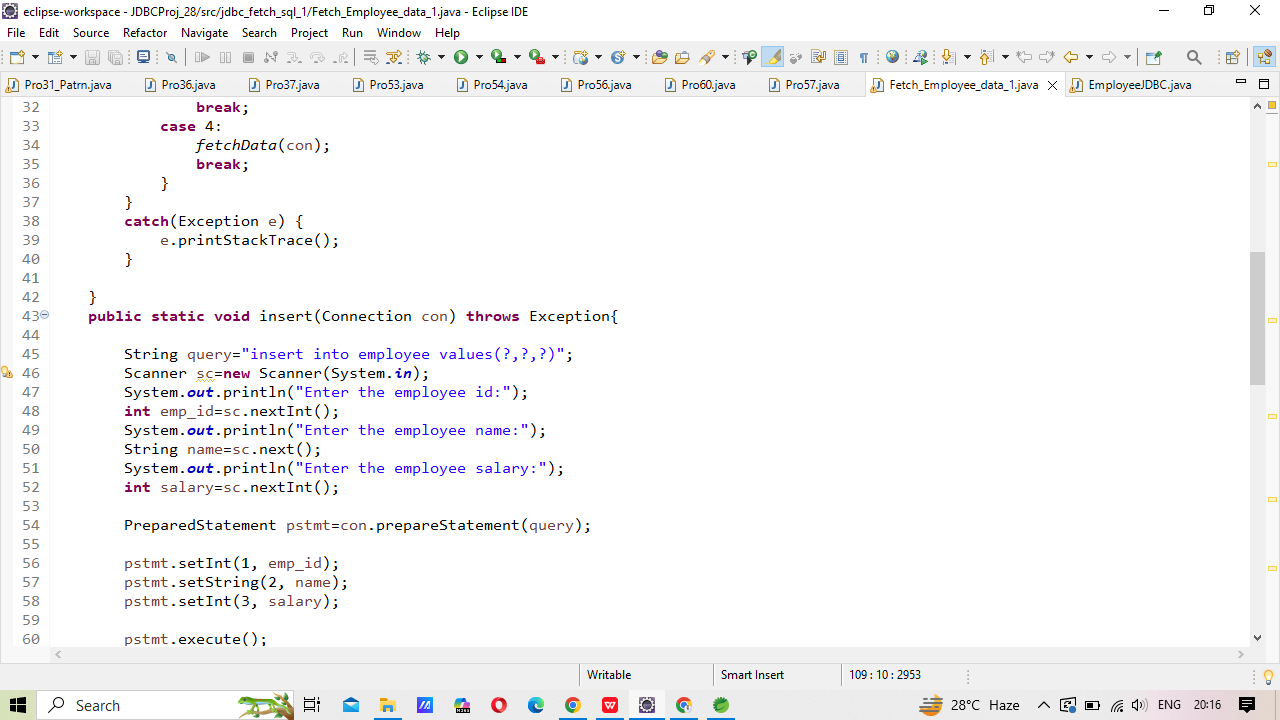 eclipse-workspace - JDBCProj_28/src/jdbc_fetch_sql_1/Fetch_Employee_data_1.java - Eclipse IDE
File Edit Source Refactor Navigate Search Project Run Window Help
Pro31_Patrn.java Pro36.java Pro37.java Pro53.java Pro54.java Pro56.java Pro60.java Pro57.java Fetch_Employee_data_1.java EmployeeJDBC.java
32 break;
33 case 4:
34 fetchData(con);
35 break;
36 }
37 }
38 catch(Exception e) {
39 e.printStackTrace();
40 }
41
42 }
43 public static void insert(Connection con) throws Exception{
44
45 String query="insert into employee values(?,?,?)";
46 Scanner sc=new Scanner(System.in);
47 System.out.println("Enter the employee id:");
48 int emp_id=sc.nextInt();
49 System.out.println("Enter the employee name:");
50 String name=sc.next();
51 System.out.println("Enter the employee salary:");
52 int salary=sc.nextInt();
53
54 PreparedStatement pstmt=con.prepareStatement(query);
55
56 pstmt.setInt(1, emp_id);
57 pstmt.setString(2, name);
58 pstmt.setInt(3, salary);
59
60 pstmt.execute();
Writable Smart Insert 109 : 10 : 2953
Search 28°C Haze ENG 20:16